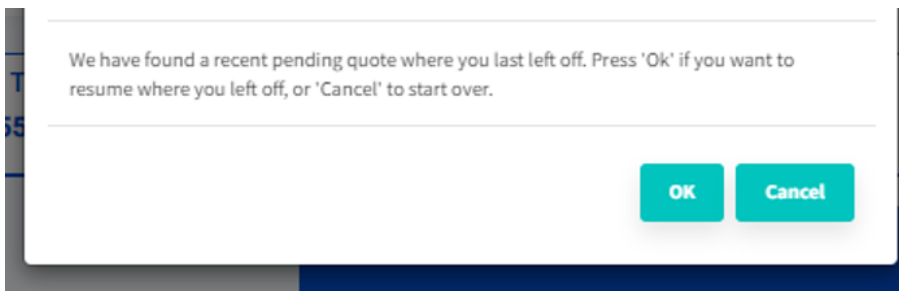 We have found a recent pending quote where you last left off. Press 'Ok' if you want to
resume where you left off, or 'Cancel' to start over.
T
55
OK
Cancel